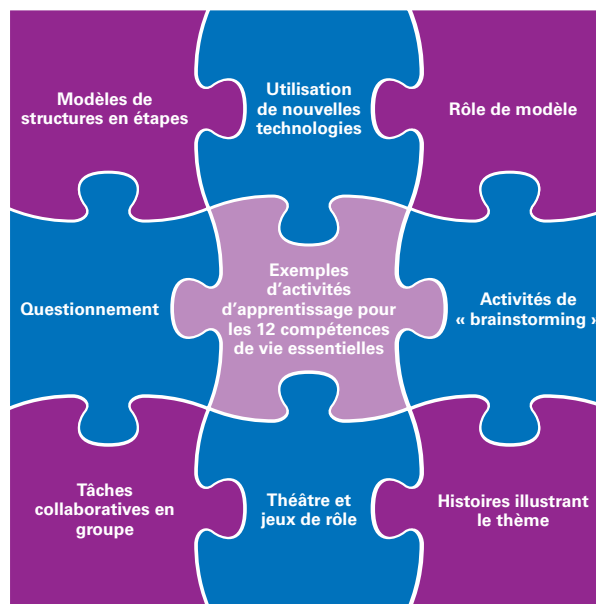 Modèles de
structures en étapes
Utilisation
de nouvelles
technologies
Rôle de modèle
Questionnement
Exemples
d'activités
d'apprentissage pour
les 12 compétences
de vie essentielles
Activités de
« brainstorming »
Tâches
collaboratives en
groupe
Théâtre et
jeux de rôle
Histoires illustrant
le thème